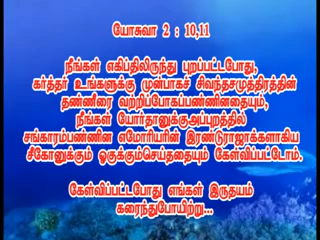 யோசுவா 2 : 10,11
நீங்கள் எகிப்திலிருந்து புறப்பட்டபோது,
கர்த்தர் உங்களுக்கு முன்பாகச் சிவந்தசமுத்திரத்தின்
தண்ணீரை வற்றிப்போகப்பண்ணினதையும்,
நீங்கள் யோர்தானுக்குஅப்புறத்தில்
சங்காரம்பண்ணின எமோரியரின் இரண்டுராஜாக்களாகிய
சீகோனுக்கும் ஓகுக்கும்செய்ததையும் கேள்விப்பட்டோம்.
கேள்விப்பட்டபோது எங்கள் இருதயம்
கரைந்துபோயிற்று...